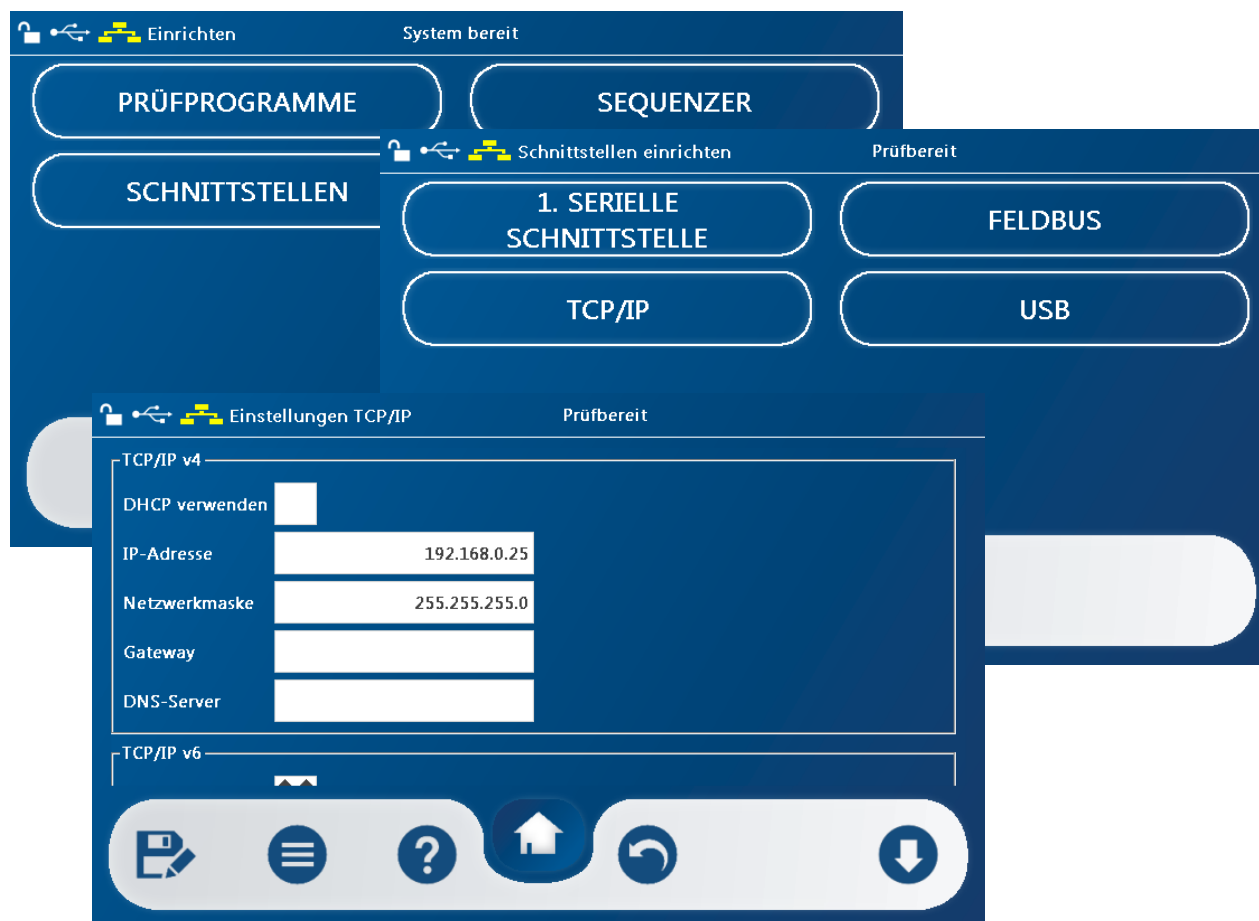 Einrichten System bereit
PRÜFPROGRAMME SEQUENZER
SCHNITTSTELLEN
Schnittstellen einrichten Prüfbereit
1. SERIELLE
SCHNITTSTELLE
FELDBUS
TCP/IP USB
Einstellungen TCP/IP Prüfbereit
TCP/IP v4
DHCP verwenden
IP-Adresse 192.168.0.25
Netzwerkmaske 255.255.255.0
Gateway
DNS-Server
TCP/IP v6
?